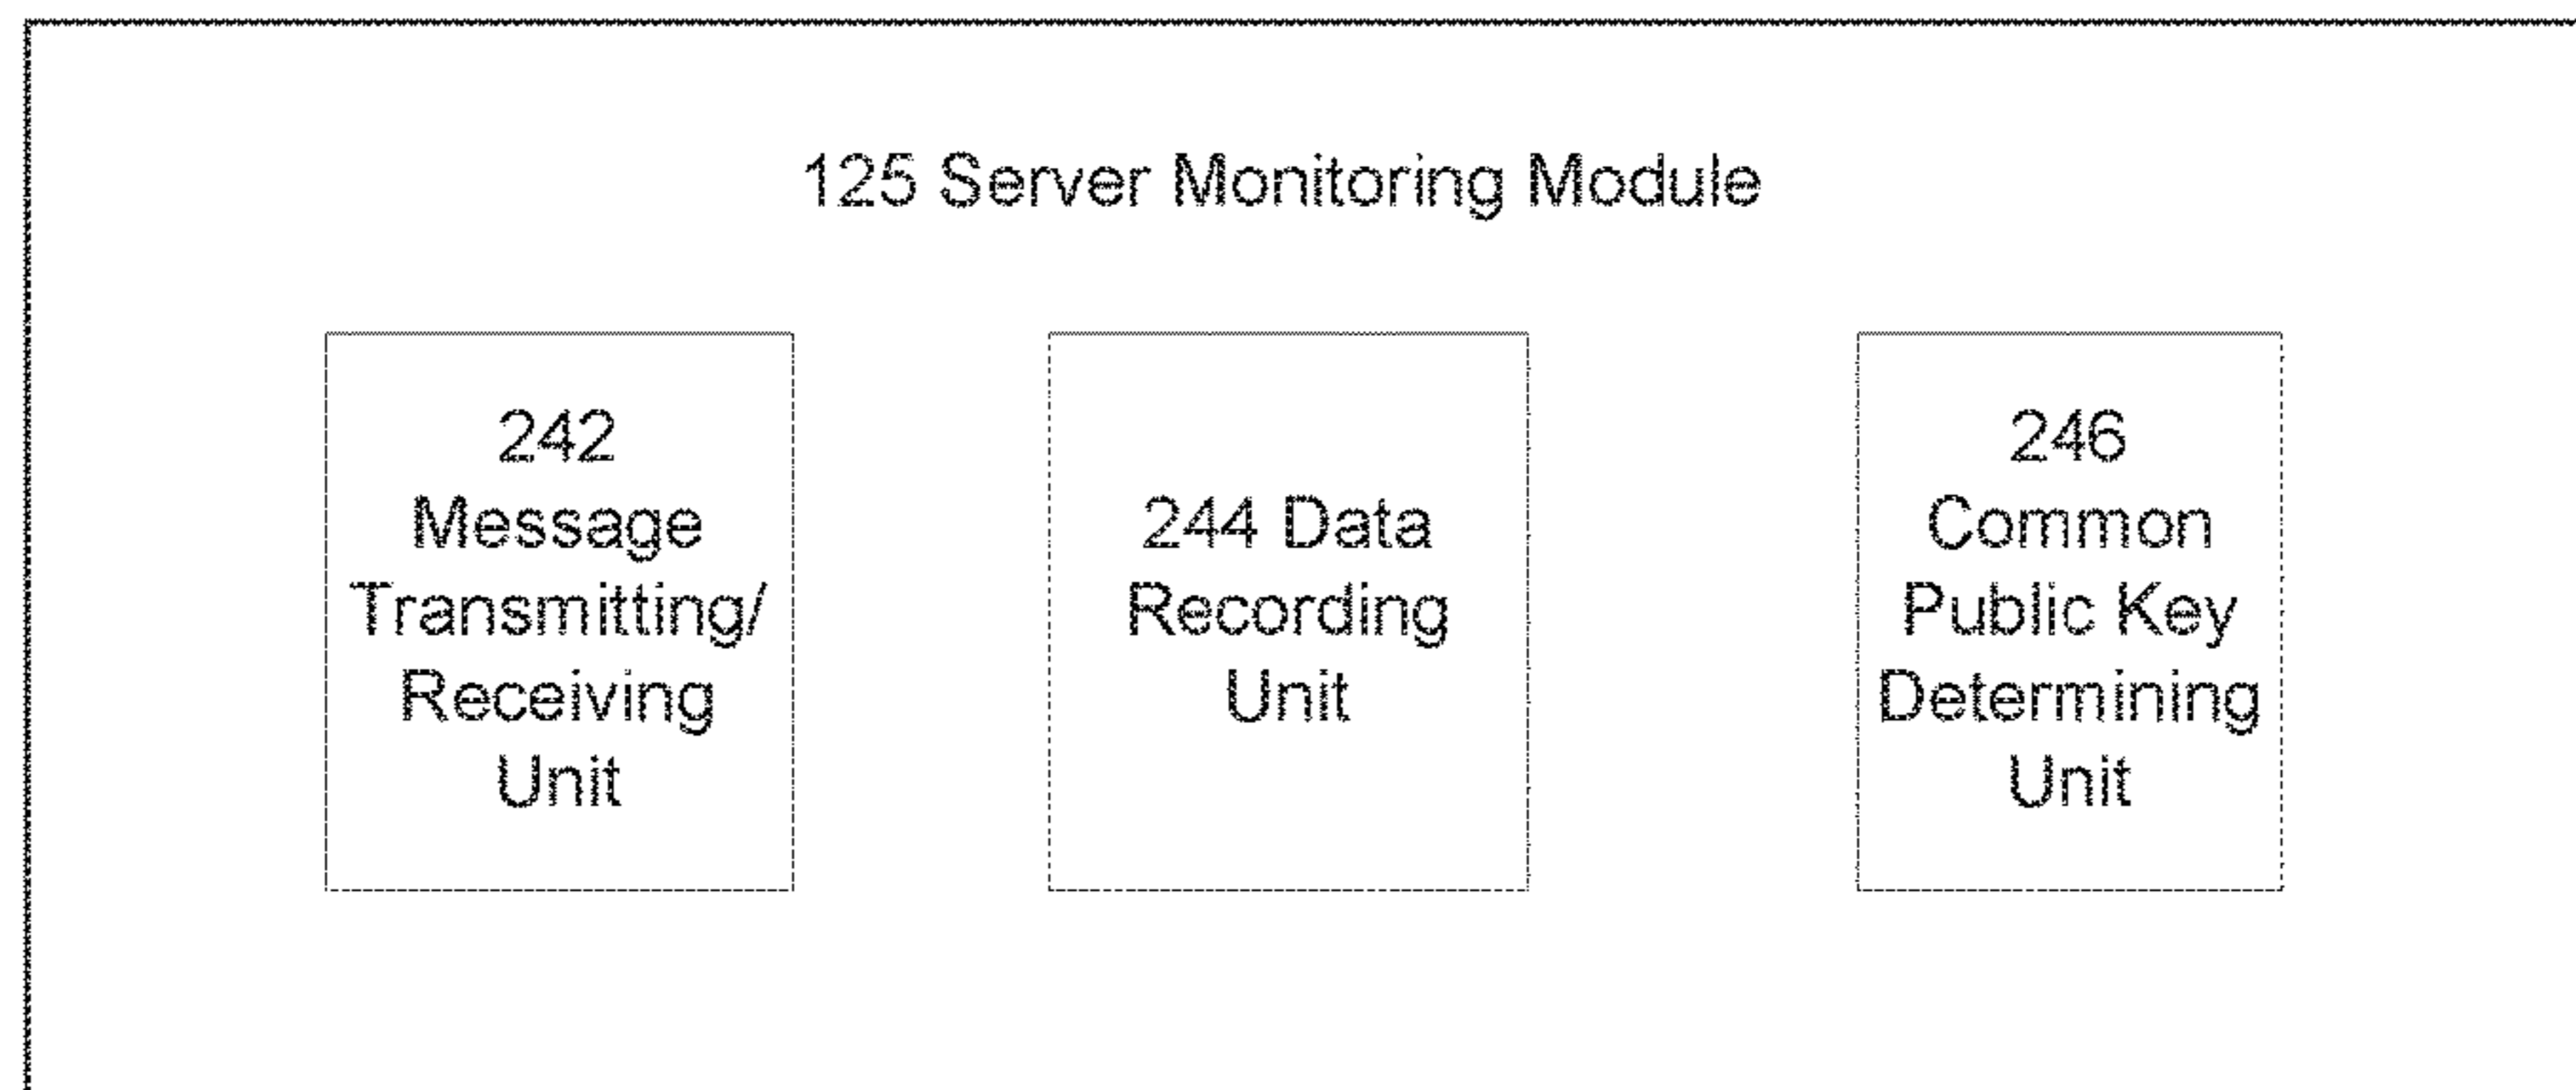 125 Server Monitoring Module
242
Message
Transmitting/
Receiving
Unit
244 Data
Recording
Unit
246
Common
Public Key
Determining
Unit